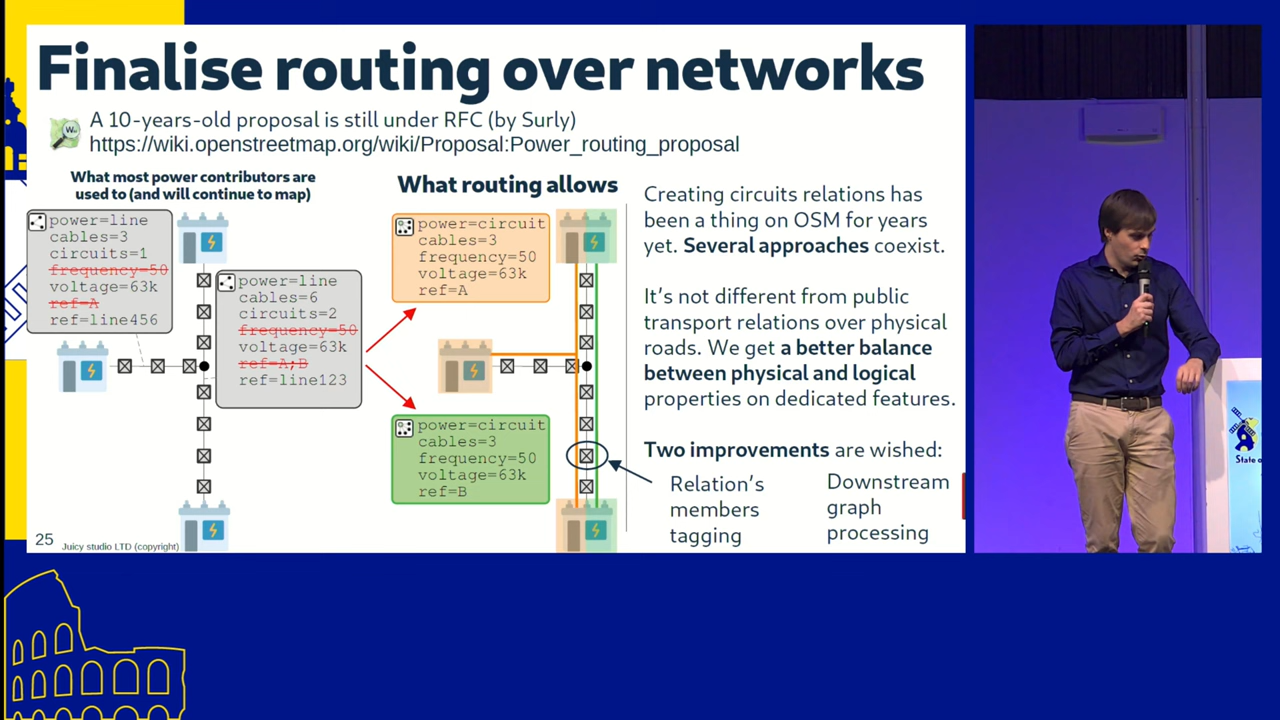 Finalise routing over networks
A 10-years-old proposal is still under RFC (by Surly)
https://wiki.openstreetmap.org/wiki/Proposal:Power_routing_proposal
What most power contributors are
used to (and will continue to map)
power=line
cables=3
circuits=1
frequency=50
voltage=63k
ref=A
ref=line456
power=line
cables=6
circuits=2
frequency=50
voltage=63k
ref=A;B
ref=line123
What routing allows
power=circuit
cables=3
frequency=50
voltage=63k
ref=A
power=circuit
cables=3
frequency=50
voltage=63k
ref=B
Creating circuits relations has
been a thing on OSM for years
yet. Several approaches coexist.
It's not different from public
transport relations over physical
roads. We get a better balance
between physical and logical
properties on dedicated features.
Two improvements are wished:
Relation's
members
tagging
Downstream
graph
processing
25
Juicy studio LTD (copyright)
State o